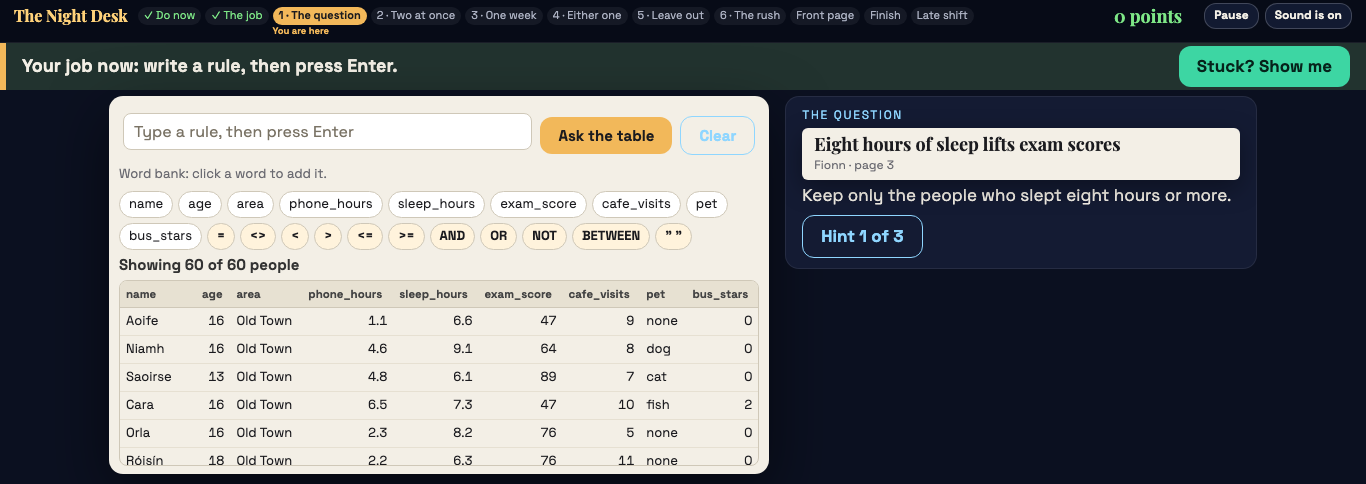 The Night Desk ✓ Do now ✓ The job 1 · The question 2 · Two at once 3 · One week 4 · Either one 5 · Leave out 6 · The rush Front page Finish Late shift 0 points Pause Sound is on
You are here
Your job now: write a rule, then press Enter. Stuck? Show me
Type a rule, then press Enter Ask the table Clear
Word bank: click a word to add it.
name age area phone_hours sleep_hours exam_score cafe_visits pet
bus_stars = <> < > <= >= AND OR NOT BETWEEN " "
Showing 60 of 60 people
name age area phone_hours sleep_hours exam_score cafe_visits pet bus_stars
Aoife 16 Old Town 1.1 6.6 47 9 none 0
Niamh 16 Old Town 4.6 9.1 64 8 dog 0
Saoirse 13 Old Town 4.8 6.1 89 7 cat 0
Cara 16 Old Town 6.5 7.3 47 10 fish 2
Orla 16 Old Town 2.3 8.2 76 5 none 0
Róisín 18 Old Town 2.2 6.3 76 11 none 0
THE QUESTION
Eight hours of sleep lifts exam scores
Fionn · page 3
Keep only the people who slept eight hours or more.
Hint 1 of 3